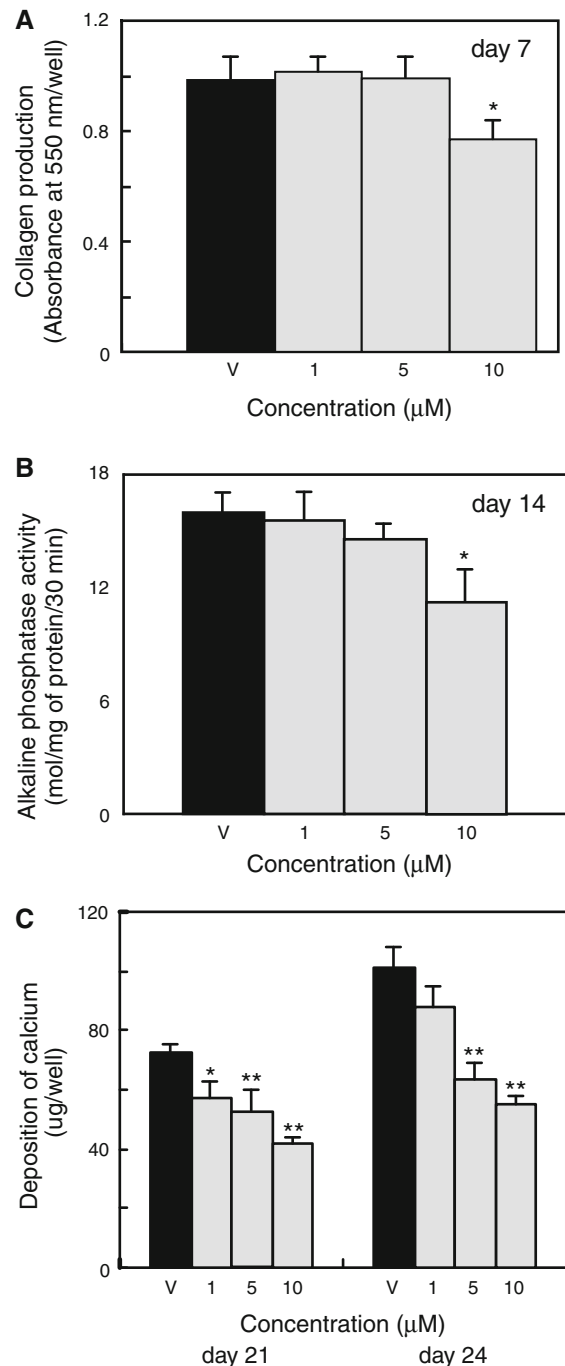 A
Collagen production
(Absorbance at 550 nm/well)
1.2
0.8
0.4
0
day 7
*
V 1 5 10
Concentration (μM)
B
Alkaline phosphatase activity
(mol/mg of protein/30 min)
18
12
6
0
day 14
*
V 1 5 10
Concentration (μM)
C
Deposition of calcium
(ug/well)
120
80
40
0
* ** **
** **
V 1 5 10 V 1 5 10
Concentration (μM)
day 21 day 24